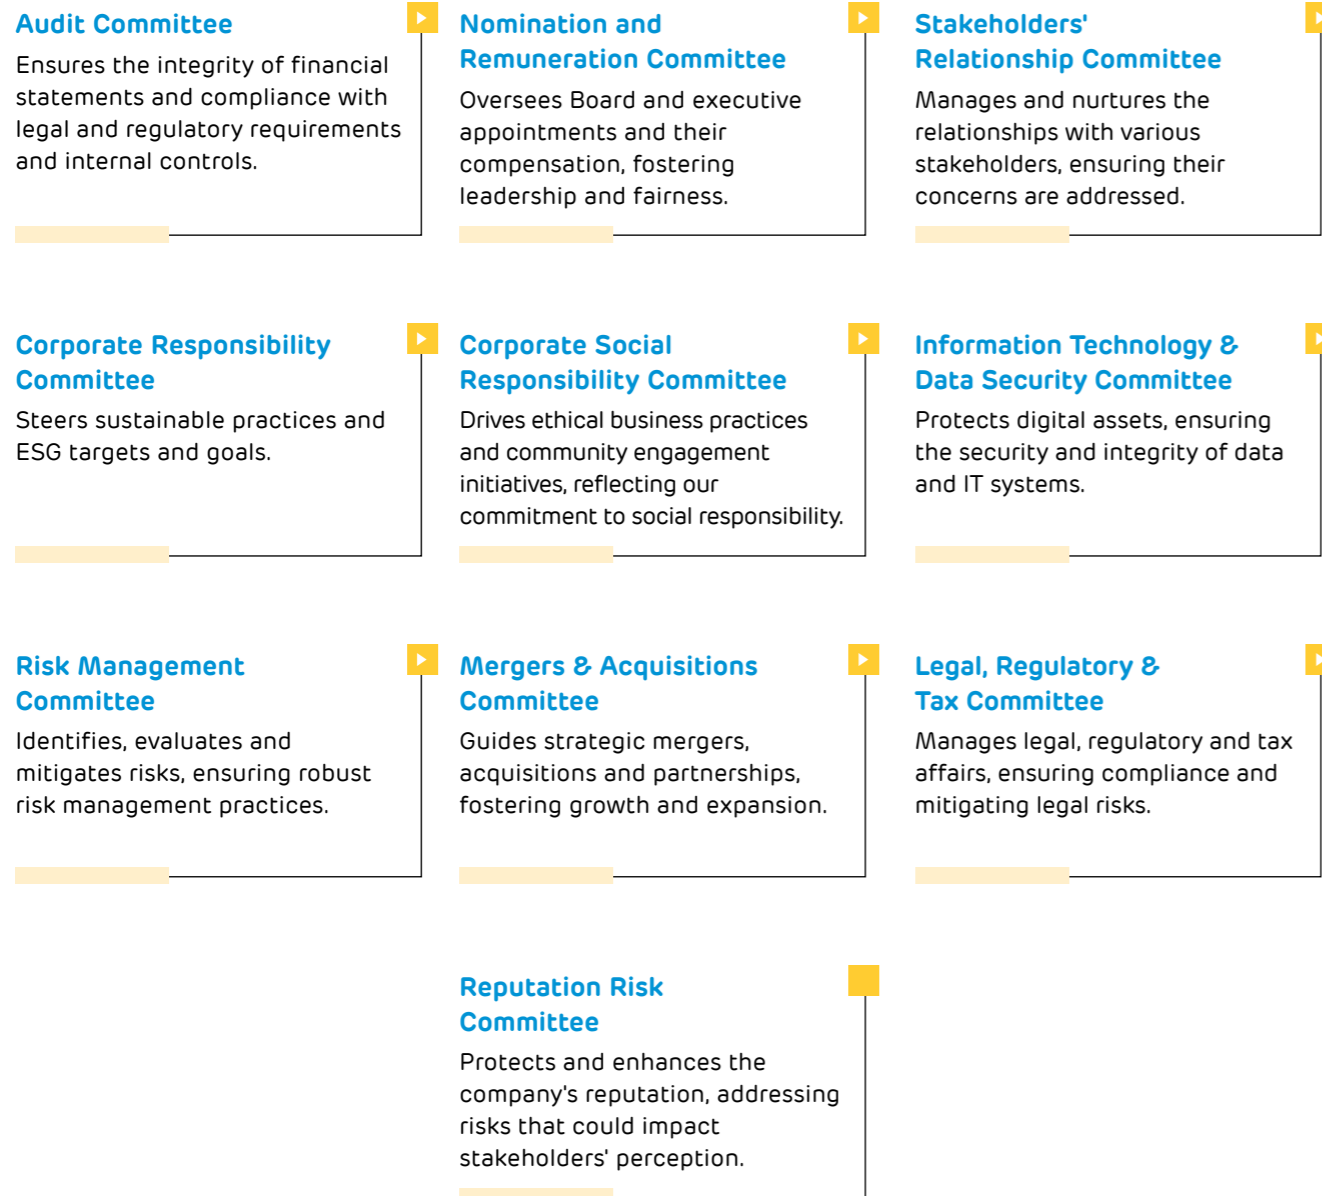 Audit Committee
Ensures the integrity of financial
statements and compliance with
legal and regulatory requirements
and internal controls.
Nomination and
Remuneration Committee
Oversees Board and executive
appointments and their
compensation, fostering
leadership and fairness.
Stakeholders'
Relationship Committee
Manages and nurtures the
relationships with various
stakeholders, ensuring their
concerns are addressed.
Corporate Responsibility
Committee
Steers sustainable practices and
ESG targets and goals.
Corporate Social
Responsibility Committee
Drives ethical business practices
and community engagement
initiatives, reflecting our
commitment to social responsibility.
Information Technology &
Data Security Committee
Protects digital assets, ensuring
the security and integrity of data
and IT systems.
Risk Management
Committee
Identifies, evaluates and
mitigates risks, ensuring robust
risk management practices.
Mergers & Acquisitions
Committee
Guides strategic mergers,
acquisitions and partnerships,
fostering growth and expansion.
Legal, Regulatory &
Tax Committee
Manages legal, regulatory and tax
affairs, ensuring compliance and
mitigating legal risks.
Reputation Risk
Committee
Protects and enhances the
company's reputation, addressing
risks that could impact
stakeholders' perception.